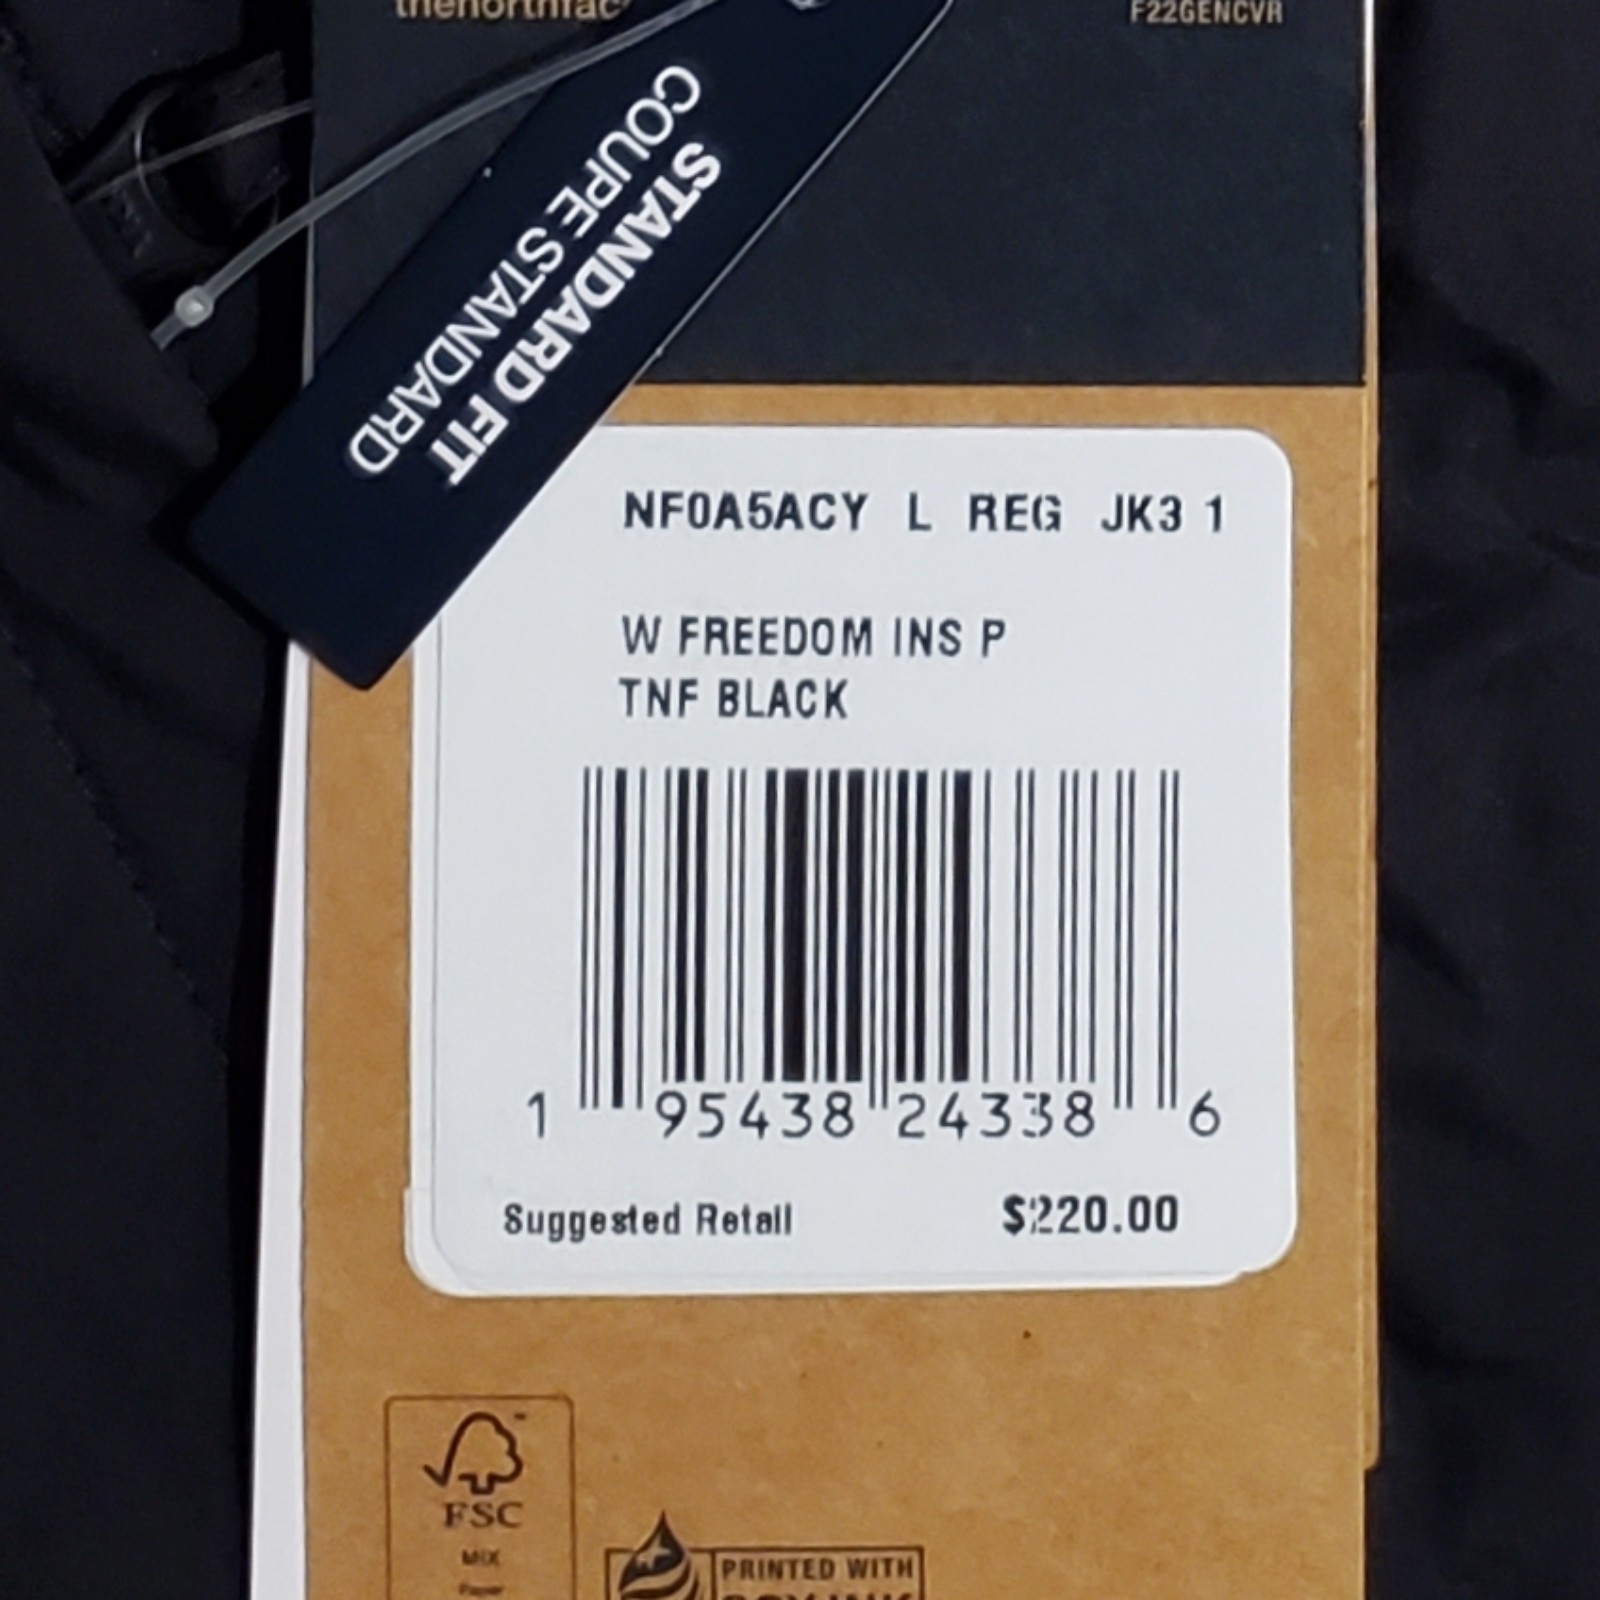 F22GENCVR
STANDARD FIT
COUPE STANDARD
NF0A5ACY L REG JK3 1
W FREEDOM INS P
TNF BLACK
1 95438 24338 6
Suggested Retail $220.00
FSC
MIX
Paper
PRINTED WITH